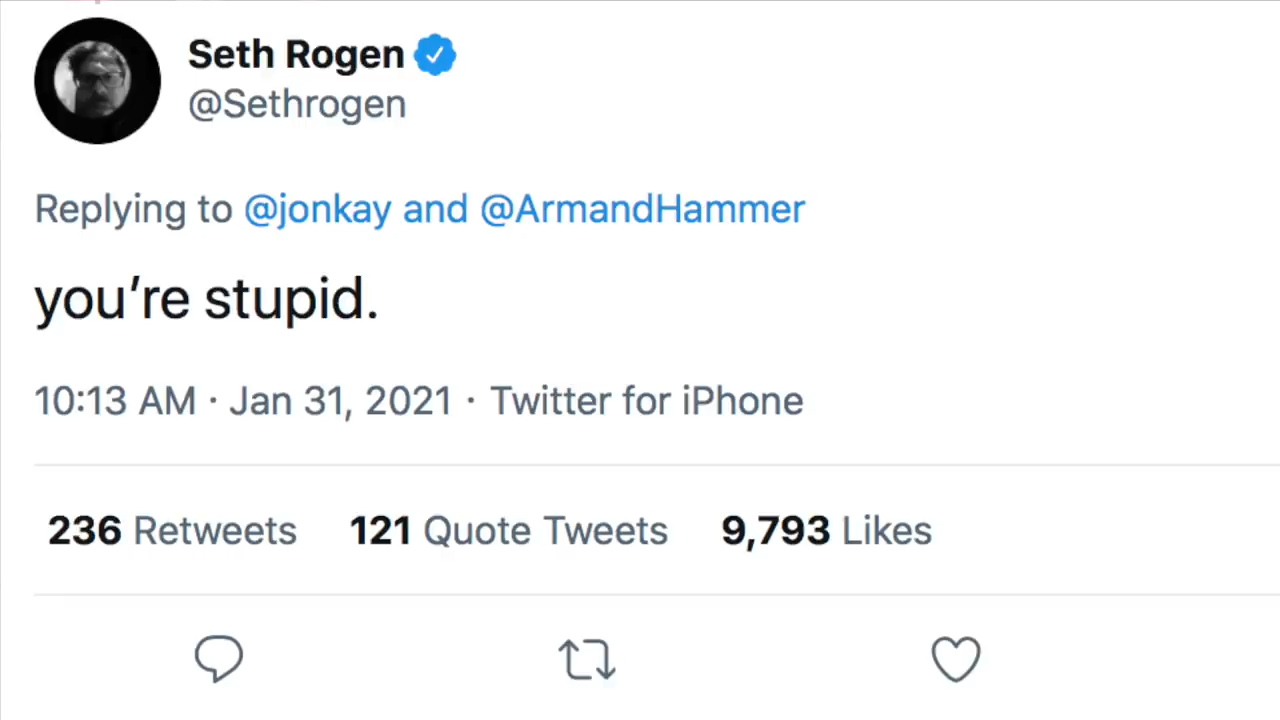 Seth Rogen
@Sethrogen
Replying to @jonkay and @ArmandHammer
you’re stupid.
10:13 AM · Jan 31, 2021 · Twitter for iPhone
236 Retweets 121 Quote Tweets 9,793 Likes